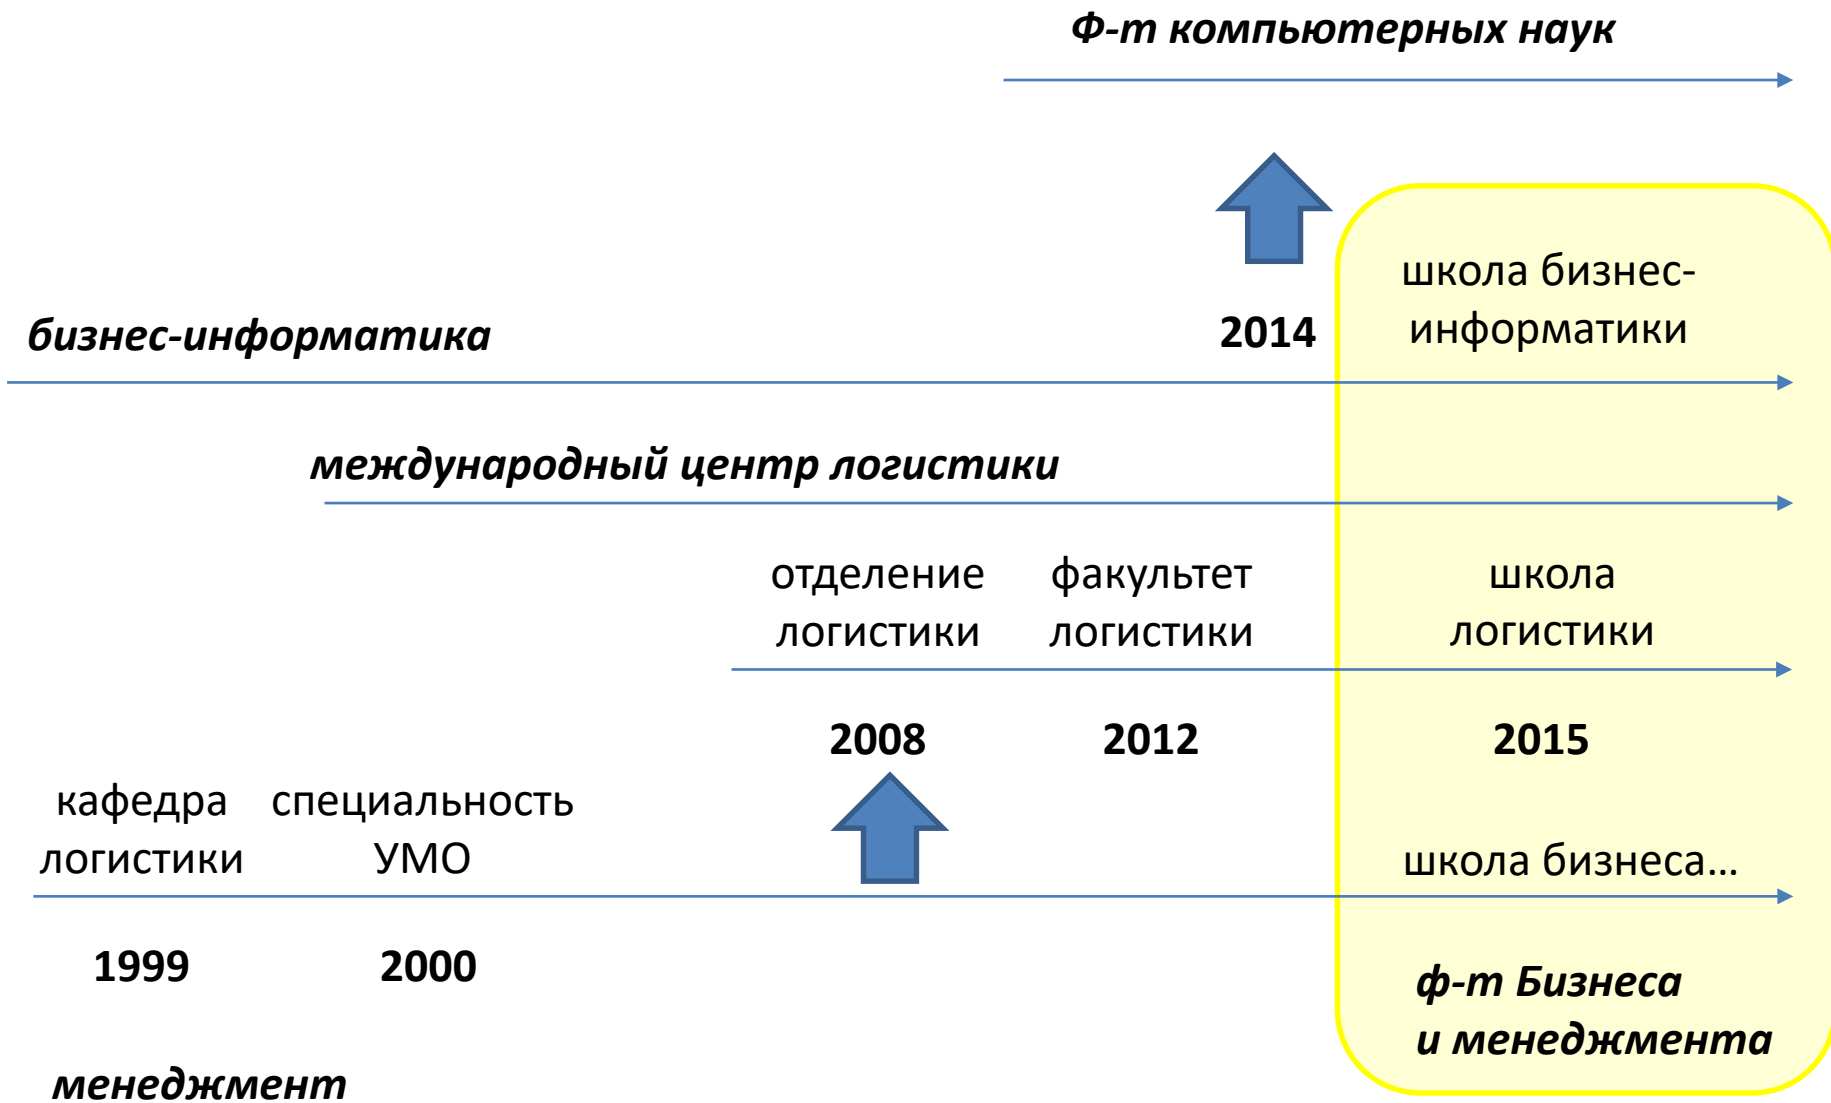 Ф-т компьютерных наук
школа бизнес-
информатики
бизнес-информатика
2014
международный центр логистики
отделение
логистики
факультет
логистики
школа
логистики
2008
2012
2015
кафедра
логистики
специальность
УМО
школа бизнеса...
1999
2000
ф-т Бизнеса
и менеджмента
менеджмент